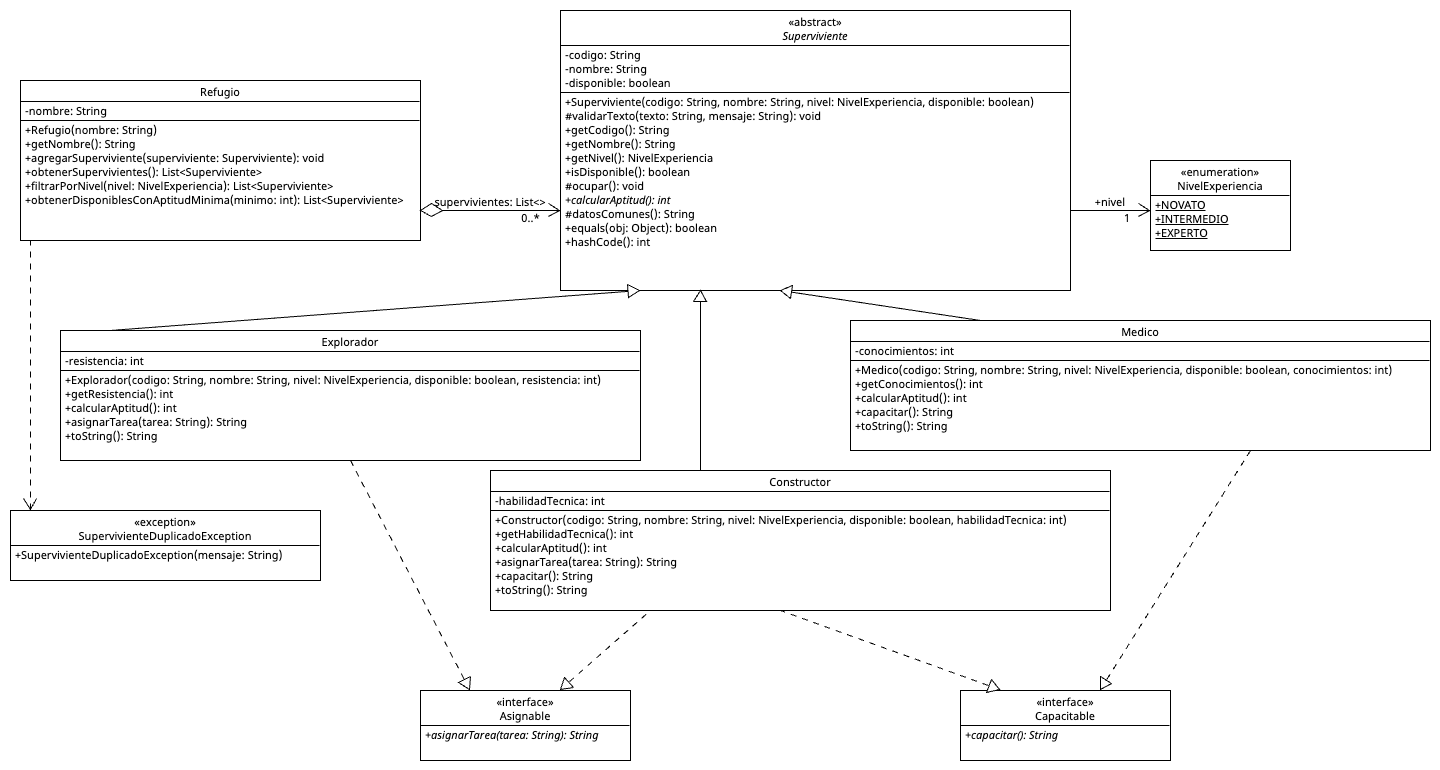 «abstract»
Superviviente
-codigo: String
-nombre: String
-disponible: boolean
+Superviviente(codigo: String, nombre: String, nivel: NivelExperiencia, disponible: boolean)
#validarTexto(texto: String, mensaje: String): void
+getCodigo(): String
+getNombre(): String
+getNivel(): NivelExperiencia
+isDisponible(): boolean
#ocupar(): void
+calcularAptitud(): int
#datosComunes(): String
+equals(obj: Object): boolean
+hashCode(): int
Refugio
-nombre: String
+Refugio(nombre: String)
+getNombre(): String
+agregarSuperviviente(superviviente: Superviviente): void
+obtenerSupervivientes(): List<Superviviente>
+filtrarPorNivel(nivel: NivelExperiencia): List<Superviviente>
+obtenerDisponiblesConAptitudMinima(minimo: int): List<Superviviente>
supervivientes: List<>
0..*
+nivel
1
«enumeration»
NivelExperiencia
+NOVATO
+INTERMEDIO
+EXPERTO
Explorador
-resistencia: int
+Explorador(codigo: String, nombre: String, nivel: NivelExperiencia, disponible: boolean, resistencia: int)
+getResistencia(): int
+calcularAptitud(): int
+asignarTarea(tarea: String): String
+toString(): String
Medico
-conocimientos: int
+Medico(codigo: String, nombre: String, nivel: NivelExperiencia, disponible: boolean, conocimientos: int)
+getConocimientos(): int
+calcularAptitud(): int
+capacitar(): String
+toString(): String
Constructor
-habilidadTecnica: int
+Constructor(codigo: String, nombre: String, nivel: NivelExperiencia, disponible: boolean, habilidadTecnica: int)
+getHabilidadTecnica(): int
+calcularAptitud(): int
+asignarTarea(tarea: String): String
+capacitar(): String
+toString(): String
«exception»
SupervivienteDuplicadoException
+SupervivienteDuplicadoException(mensaje: String)
«interface»
Asignable
+asignarTarea(tarea: String): String
«interface»
Capacitable
+capacitar(): String